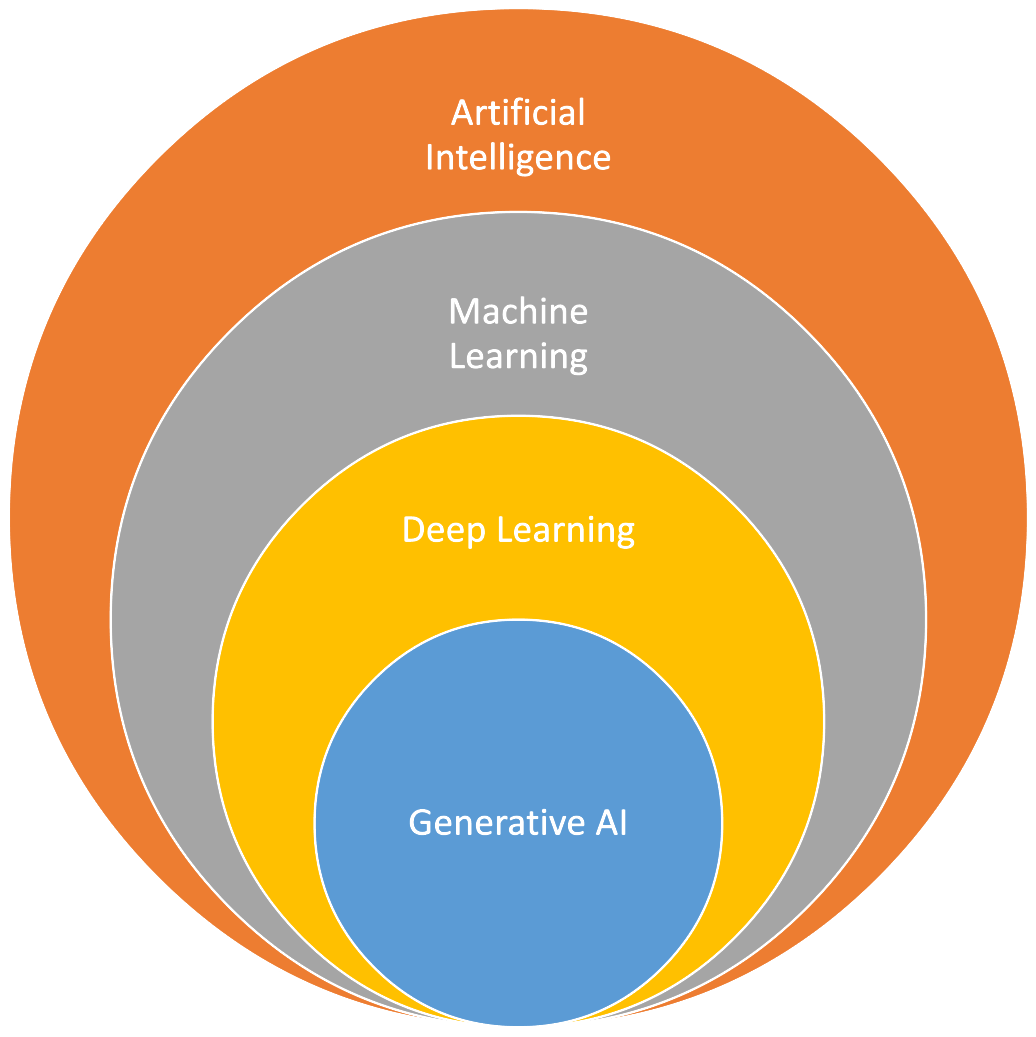 Artificial
Intelligence
Machine
Learning
Deep Learning
Generative AI